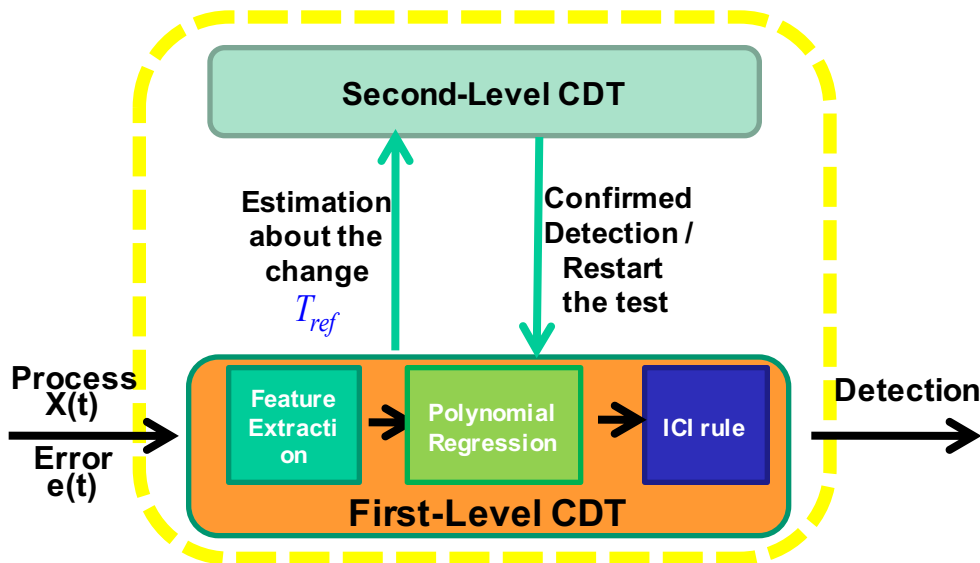 Second-Level CDT
Estimation
about the
change
T_ref
Confirmed
Detection /
Restart
the test
Process
X(t)
Error
e(t)
Feature
Extracti
on
Polynomial
Regression
ICI rule
First-Level CDT
Detection